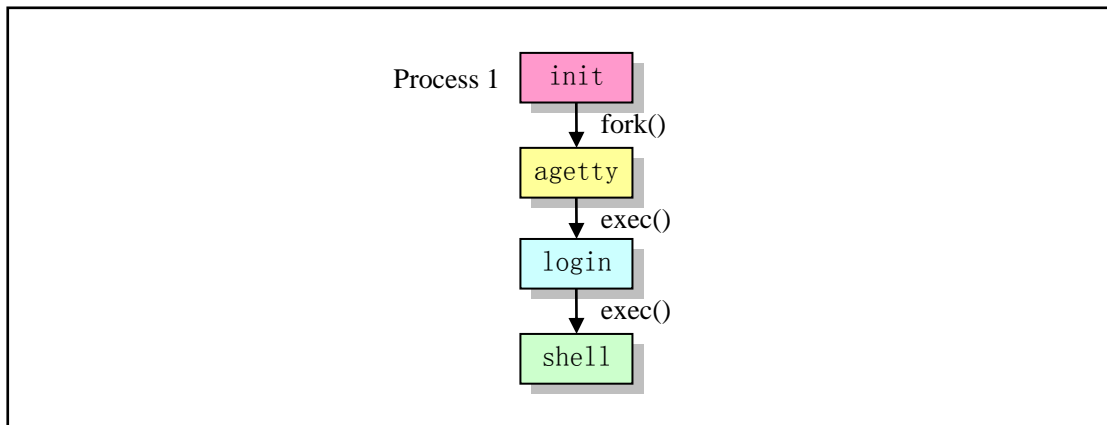 Process 1
init
fork()
agetty
exec()
login
exec()
shell